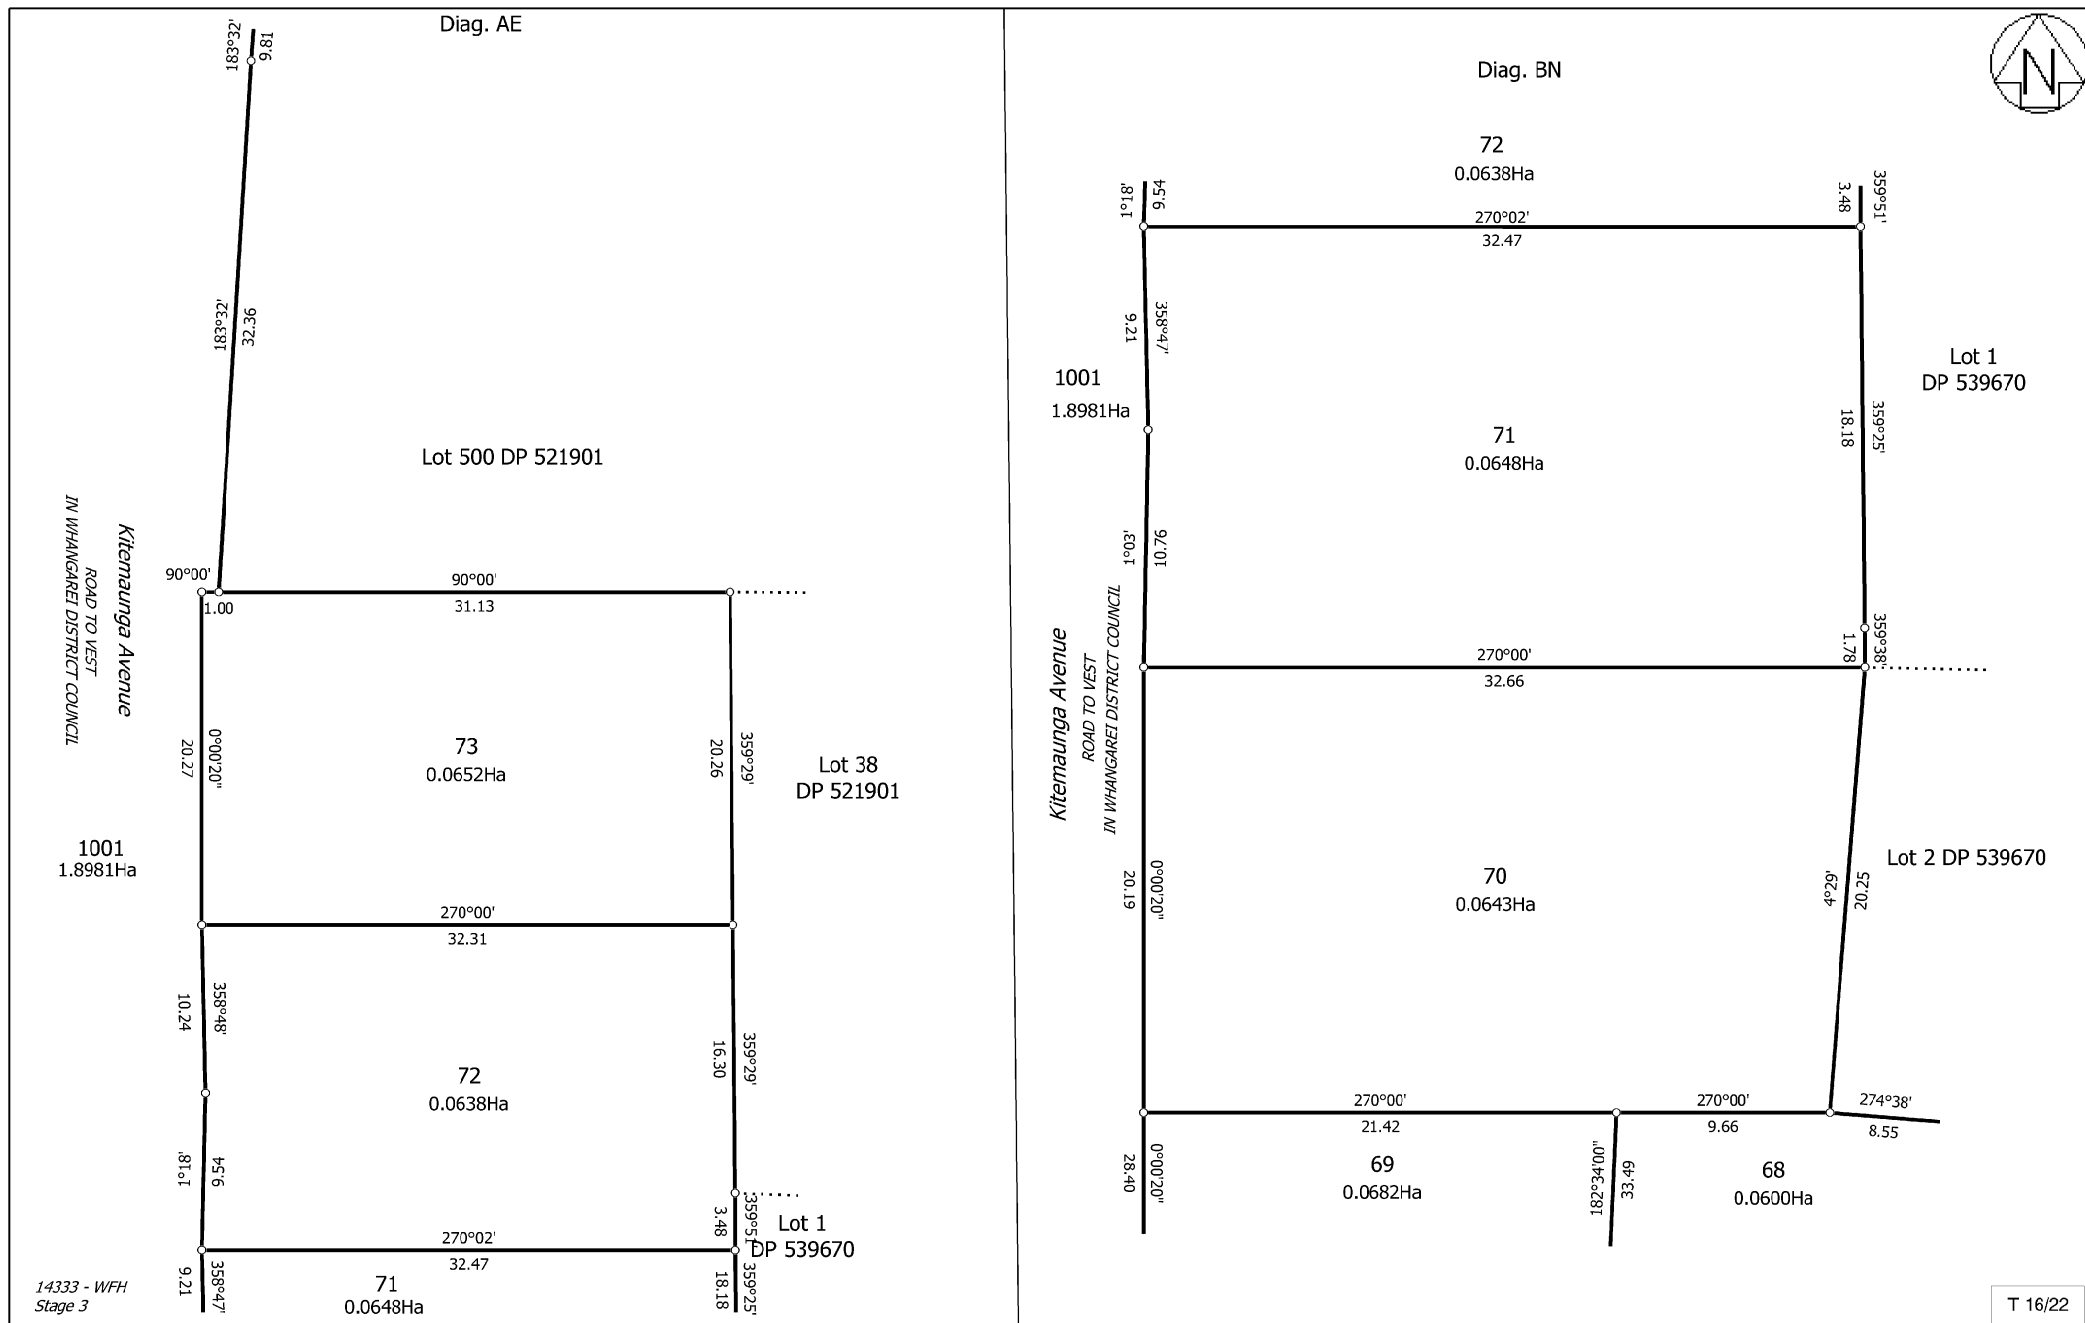 Diag. AE
183°32'
9.81
183°32'
32.36
Lot 500 DP 521901
Kitemaunga Avenue
ROAD TO VEST
IN WHANGAREI DISTRICT COUNCIL
90°00'
1.00
90°00'
31.13
20.27
0°00'20"
73
0.0652Ha
20.26
359°29'
Lot 38
DP 521901
1001
1.8981Ha
270°00'
32.31
10.24
358°48'
72
0.0638Ha
16.30
359°29'
1°18'
9.54
3.48
359°51'
Lot 1
DP 539670
270°02'
32.47
9.21
358°47'
71
0.0648Ha
18.18
359°25'
14333 - WFH
Stage 3
Diag. BN
N
72
0.0638Ha
1°18'
9.54
3.48
359°51'
270°02'
32.47
9.21
358°47'
1001
1.8981Ha
71
0.0648Ha
18.18
359°25'
Lot 1
DP 539670
1°03'
10.76
1.78
359°38'
270°00'
32.66
Kitemaunga Avenue
ROAD TO VEST
IN WHANGAREI DISTRICT COUNCIL
20.19
0°00'20"
70
0.0643Ha
4°29'
20.25
Lot 2 DP 539670
270°00'
21.42
270°00'
9.66
274°38'
8.55
28.40
0°00'20"
69
0.0682Ha
182°34'00"
33.49
68
0.0600Ha
T 16/22